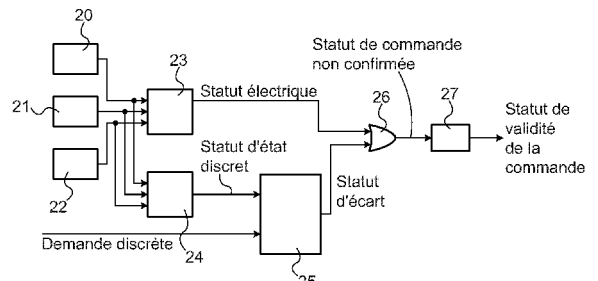 20
21
22
23
Statut électrique
Statut de commande
non confirmée
26
27
Statut de
validité
de la
commande
Statut d'état
discret
Statut
d'écart
24
Demande discrète